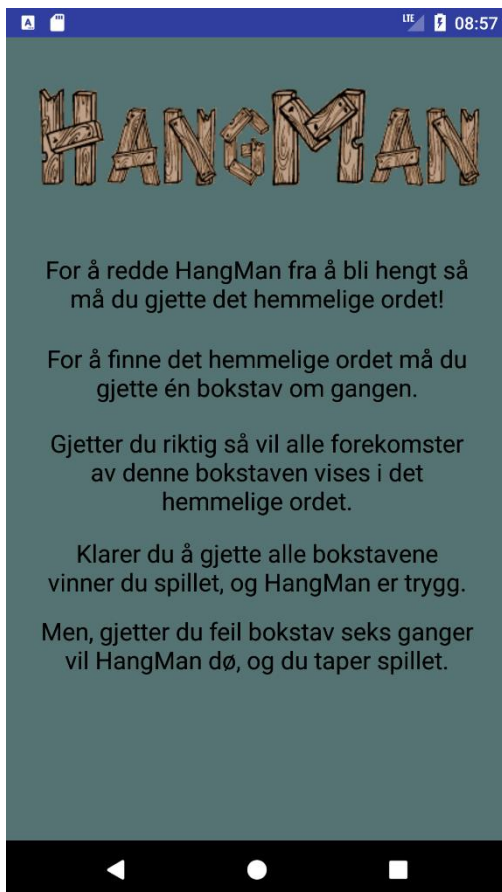 LTE 08:57
HANGMAN
For å redde HangMan fra å bli hengt så
må du gjette det hemmelige ordet!
For å finne det hemmelige ordet må du
gjette én bokstav om gangen.
Gjetter du riktig så vil alle forekomster
av denne bokstaven vises i det
hemmelige ordet.
Klarer du å gjette alle bokstavene
vinner du spillet, og HangMan er trygg.
Men, gjetter du feil bokstav seks ganger
vil HangMan dø, og du taper spillet.